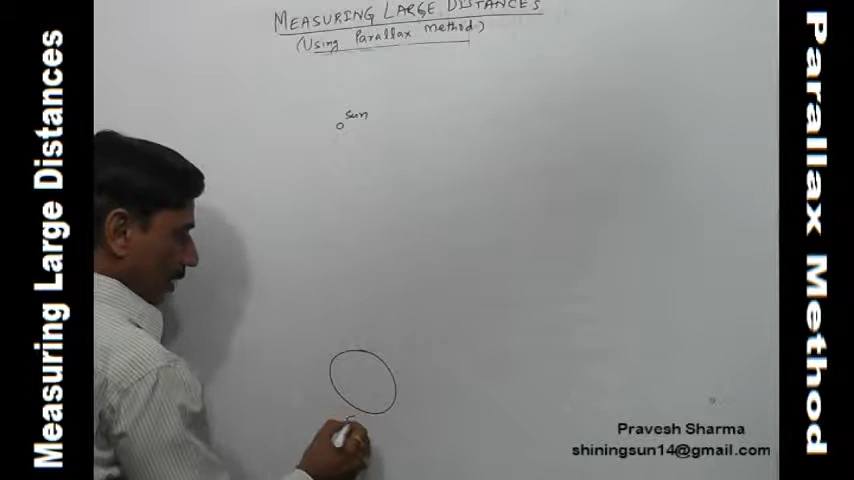 MEASURING LARGE DISTANCES
(Using Parallax Method)
Sun
Measuring Large Distances
Parallax Method
Pravesh Sharma
shiningsun14@gmail.com